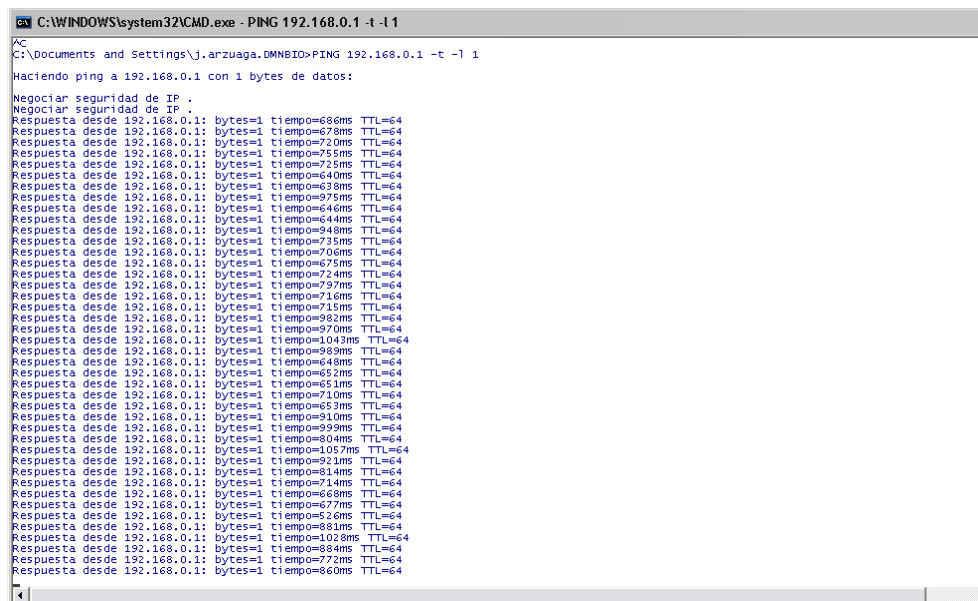 C:\WINDOWS\system32\CMD.exe - PING 192.168.0.1 -t -l 1
^C
C:\Documents and Settings\j.arzuaga.DMNBIO>PING 192.168.0.1 -t -l 1
Haciendo ping a 192.168.0.1 con 1 bytes de datos:
Negociar seguridad de IP .
Negociar seguridad de IP .
Respuesta desde 192.168.0.1: bytes=1 tiempo=686ms TTL=64
Respuesta desde 192.168.0.1: bytes=1 tiempo=678ms TTL=64
Respuesta desde 192.168.0.1: bytes=1 tiempo=720ms TTL=64
Respuesta desde 192.168.0.1: bytes=1 tiempo=755ms TTL=64
Respuesta desde 192.168.0.1: bytes=1 tiempo=725ms TTL=64
Respuesta desde 192.168.0.1: bytes=1 tiempo=640ms TTL=64
Respuesta desde 192.168.0.1: bytes=1 tiempo=638ms TTL=64
Respuesta desde 192.168.0.1: bytes=1 tiempo=975ms TTL=64
Respuesta desde 192.168.0.1: bytes=1 tiempo=646ms TTL=64
Respuesta desde 192.168.0.1: bytes=1 tiempo=644ms TTL=64
Respuesta desde 192.168.0.1: bytes=1 tiempo=948ms TTL=64
Respuesta desde 192.168.0.1: bytes=1 tiempo=735ms TTL=64
Respuesta desde 192.168.0.1: bytes=1 tiempo=706ms TTL=64
Respuesta desde 192.168.0.1: bytes=1 tiempo=675ms TTL=64
Respuesta desde 192.168.0.1: bytes=1 tiempo=724ms TTL=64
Respuesta desde 192.168.0.1: bytes=1 tiempo=797ms TTL=64
Respuesta desde 192.168.0.1: bytes=1 tiempo=716ms TTL=64
Respuesta desde 192.168.0.1: bytes=1 tiempo=715ms TTL=64
Respuesta desde 192.168.0.1: bytes=1 tiempo=982ms TTL=64
Respuesta desde 192.168.0.1: bytes=1 tiempo=970ms TTL=64
Respuesta desde 192.168.0.1: bytes=1 tiempo=1043ms TTL=64
Respuesta desde 192.168.0.1: bytes=1 tiempo=989ms TTL=64
Respuesta desde 192.168.0.1: bytes=1 tiempo=648ms TTL=64
Respuesta desde 192.168.0.1: bytes=1 tiempo=652ms TTL=64
Respuesta desde 192.168.0.1: bytes=1 tiempo=651ms TTL=64
Respuesta desde 192.168.0.1: bytes=1 tiempo=710ms TTL=64
Respuesta desde 192.168.0.1: bytes=1 tiempo=653ms TTL=64
Respuesta desde 192.168.0.1: bytes=1 tiempo=910ms TTL=64
Respuesta desde 192.168.0.1: bytes=1 tiempo=999ms TTL=64
Respuesta desde 192.168.0.1: bytes=1 tiempo=804ms TTL=64
Respuesta desde 192.168.0.1: bytes=1 tiempo=1057ms TTL=64
Respuesta desde 192.168.0.1: bytes=1 tiempo=921ms TTL=64
Respuesta desde 192.168.0.1: bytes=1 tiempo=814ms TTL=64
Respuesta desde 192.168.0.1: bytes=1 tiempo=714ms TTL=64
Respuesta desde 192.168.0.1: bytes=1 tiempo=668ms TTL=64
Respuesta desde 192.168.0.1: bytes=1 tiempo=677ms TTL=64
Respuesta desde 192.168.0.1: bytes=1 tiempo=526ms TTL=64
Respuesta desde 192.168.0.1: bytes=1 tiempo=881ms TTL=64
Respuesta desde 192.168.0.1: bytes=1 tiempo=1028ms TTL=64
Respuesta desde 192.168.0.1: bytes=1 tiempo=884ms TTL=64
Respuesta desde 192.168.0.1: bytes=1 tiempo=772ms TTL=64
Respuesta desde 192.168.0.1: bytes=1 tiempo=860ms TTL=64